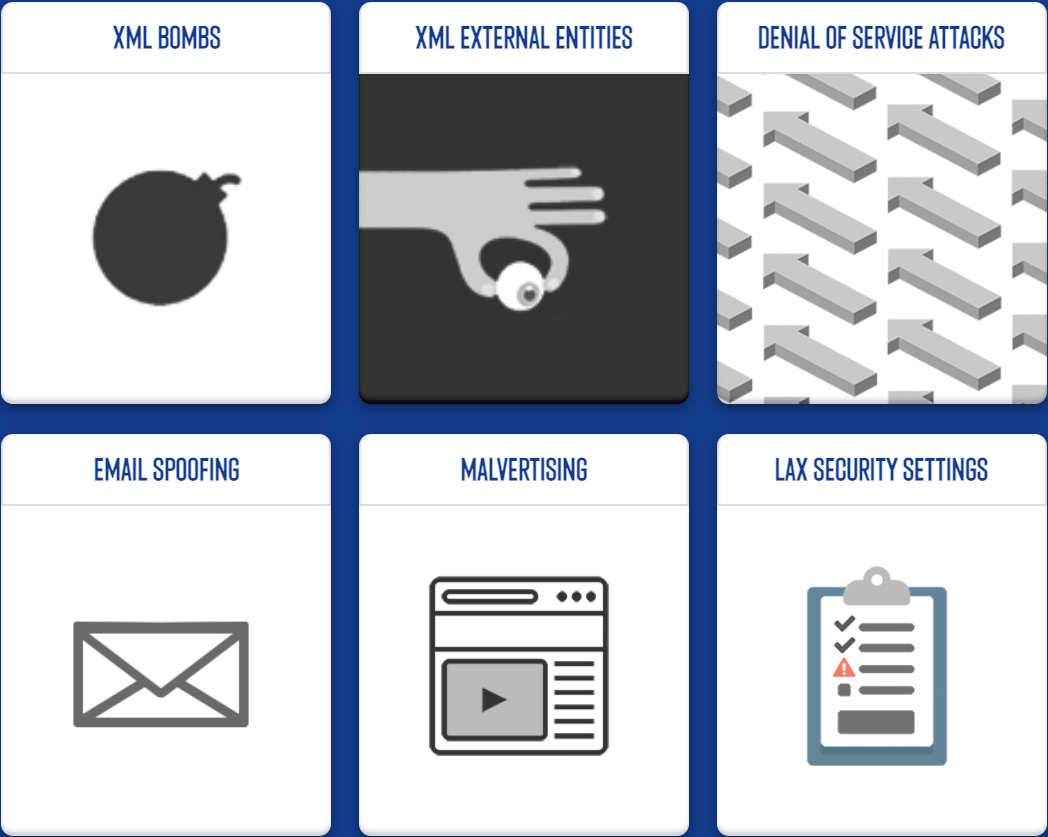 XML BOMBS
XML EXTERNAL ENTITIES
DENIAL OF SERVICE ATTACKS
EMAIL SPOOFING
MALVERTISING
LAX SECURITY SETTINGS